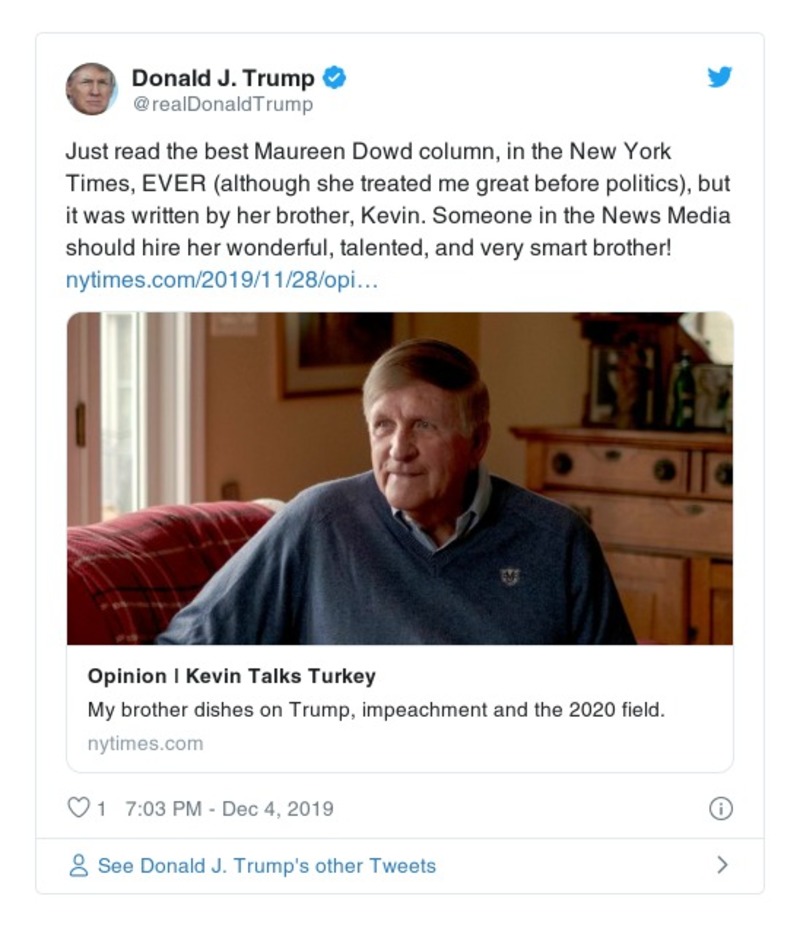 Donald J. Trump
@realDonaldTrump
Just read the best Maureen Dowd column, in the New York
Times, EVER (although she treated me great before politics), but
it was written by her brother, Kevin. Someone in the News Media
should hire her wonderful, talented, and very smart brother!
nytimes.com/2019/11/28/opi…
Opinion | Kevin Talks Turkey
My brother dishes on Trump, impeachment and the 2020 field.
nytimes.com
1 7:03 PM - Dec 4, 2019
See Donald J. Trump's other Tweets